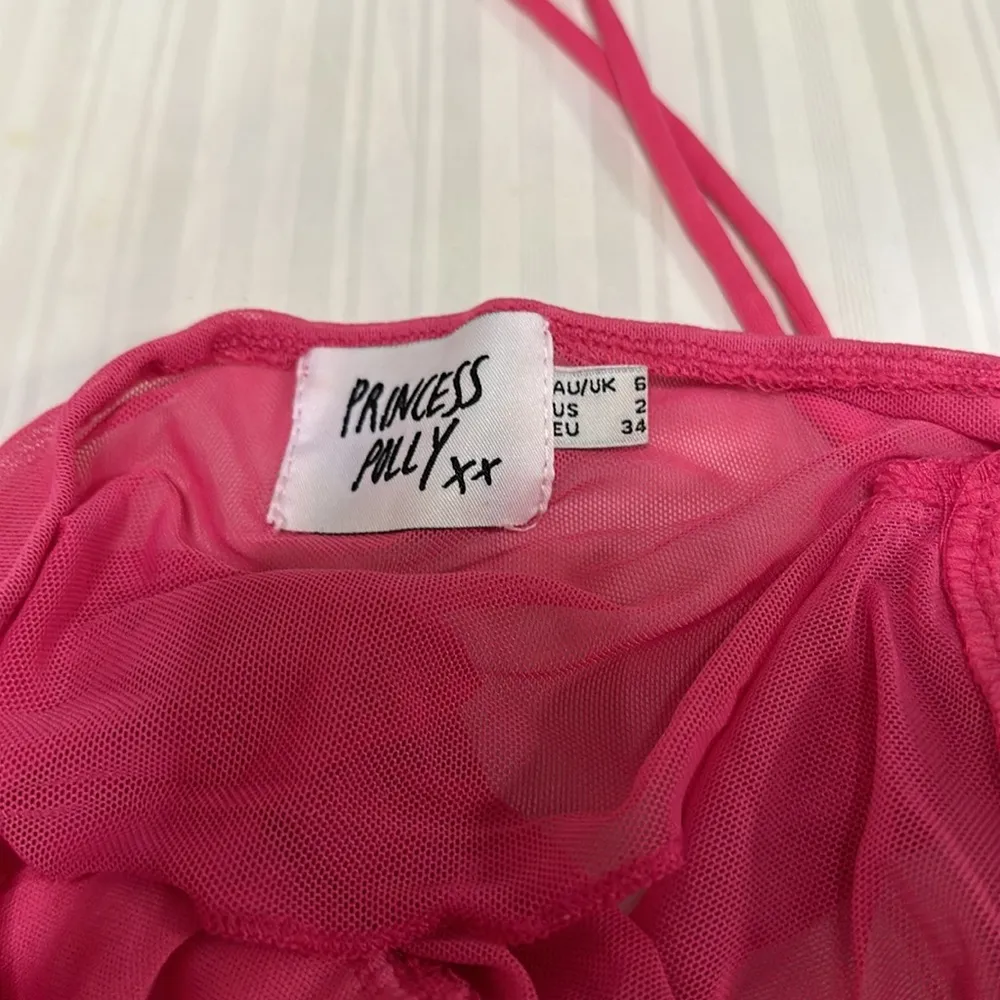 PRINCESS
POLLY xx
AU/UK 6
US 2
EU 34